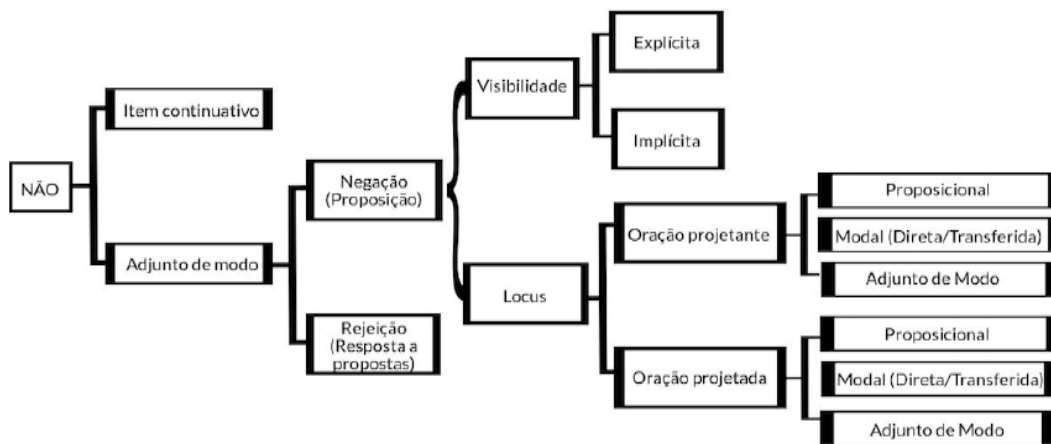 NÃO
Item continuativo
Adjunto de modo
Negação
(Proposição)
Rejeição
(Resposta a
propostas)
Visibilidade
Locus
Explícita
Implícita
Oração projetante
Oração projetada
Proposicional
Modal (Direta/Transferida)
Adjunto de Modo
Proposicional
Modal (Direta/Transferida)
Adjunto de Modo